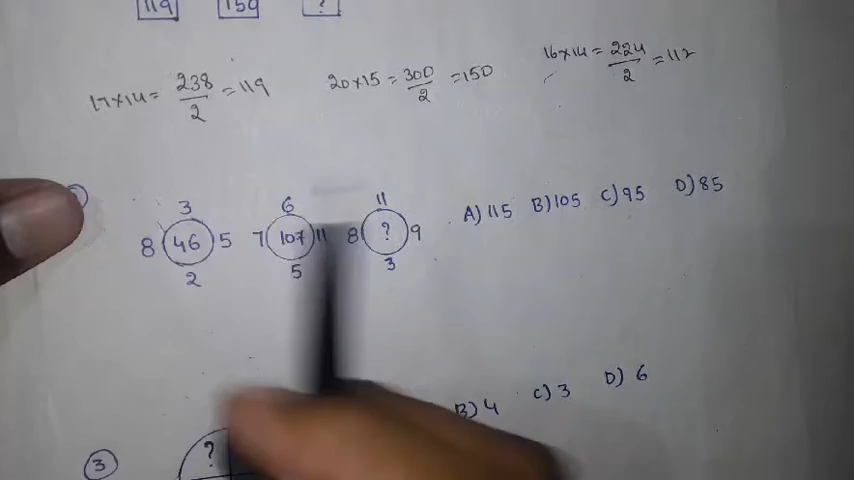 119 150 ?
17×14= 238/2 =119 20×15 = 300/2 =150 16×14 = 224/2 =112
3 6 11
8 46 5 7 107 11 8 ? 9 A) 115 B) 105 C) 95 D) 85
2 5 3
B) 4 C) 3 D) 6
3 ?